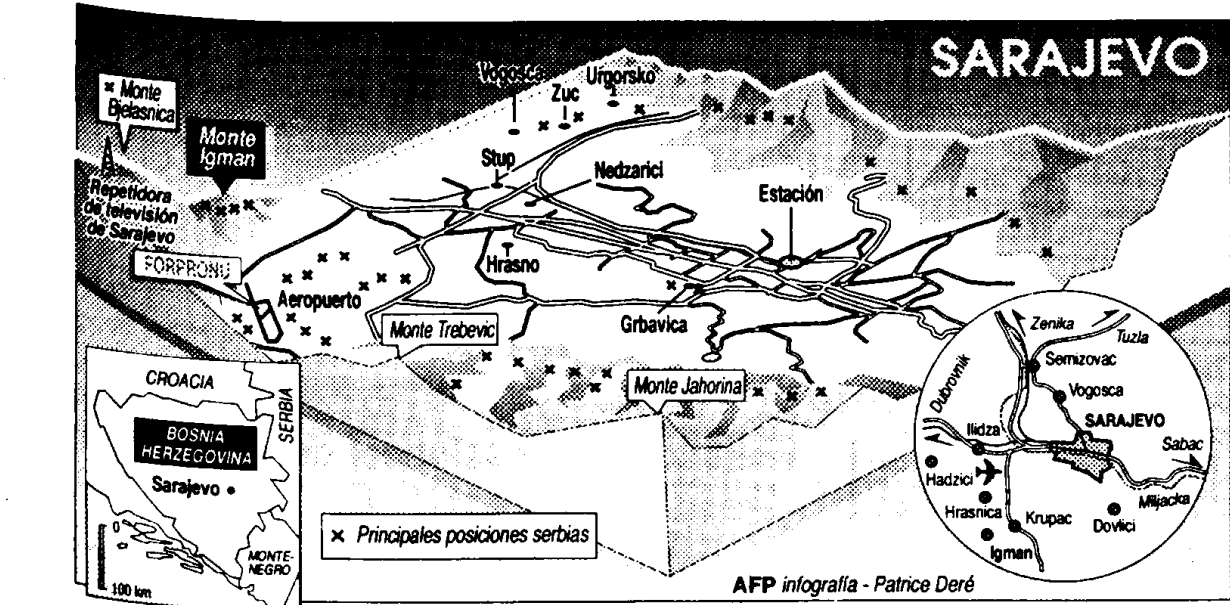 SARAJEVO
× Monte
Bjelasnica
Monte
Igman
Repetidora
de televisión
de Sarajevo
FORPRONU
Aeropuerto
Vogosca
Urgorsko
Zuc
Stup
Nedzarici
Estación
Hrasno
Grbavica
Monte Trebevic
Monte Jahorina
CROACIA
SERBIA
BOSNIA
HERZEGOVINA
Sarajevo
MONTE-
NEGRO
0
100 km
× Principales posiciones serbias
Zenika
Tuzla
Dubrovnik
Semizovac
Vogosca
SARAJEVO
Ilidza
Sabac
Hadzici
Miljacka
Hrasnica
Krupac
Dovlici
Igman
AFP infografía - Patrice Deré